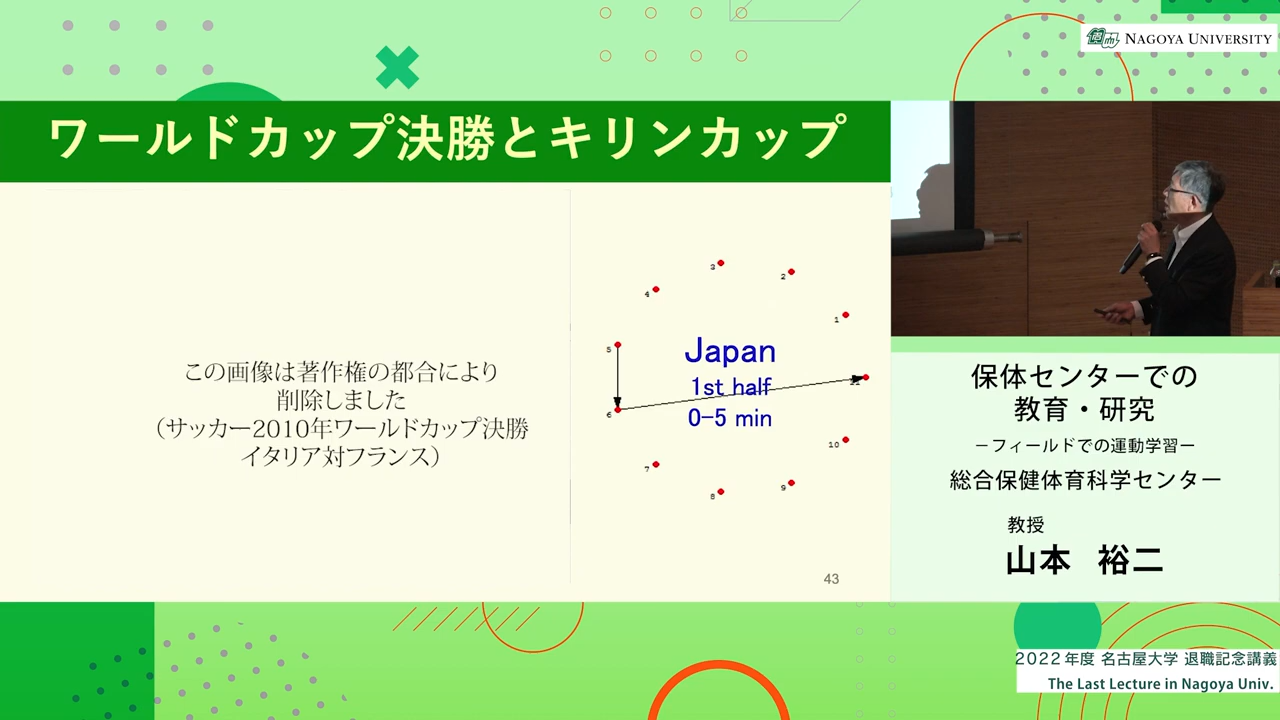 NAGOYA UNIVERSITY
ワールドカップ決勝とキリンカップ
この画像は著作権の都合により
削除しました
（サッカー2010年ワールドカップ決勝
イタリア対フランス）
3
2
4
1
5
Japan
1st half
11
0-5 min
6
10
7
9
8
43
保体センターでの
教育・研究
－フィールドでの運動学習－
総合保健体育科学センター
教授
山本 裕二
2022年度 名古屋大学 退職記念講義
The Last Lecture in Nagoya Univ.